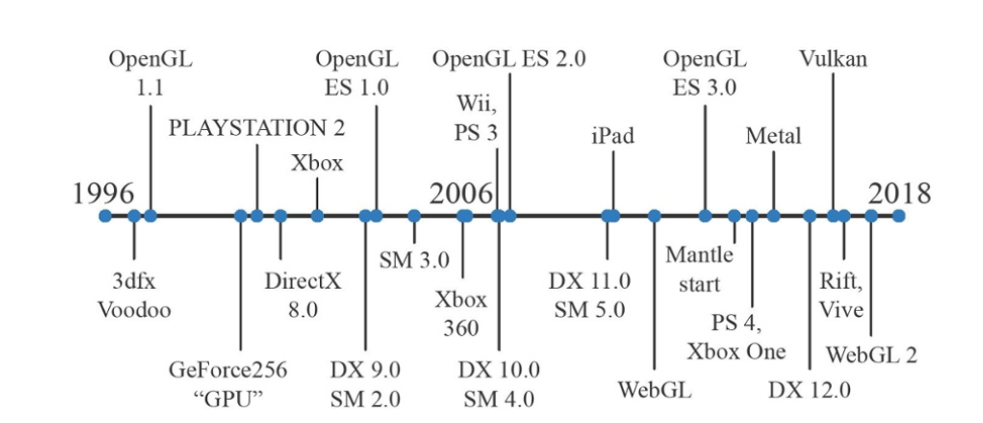 OpenGL
1.1
OpenGL
ES 1.0
OpenGL ES 2.0
OpenGL
ES 3.0
Vulkan
Wii,
PS 3
PLAYSTATION 2
iPad
Metal
Xbox
1996
2006
2018
SM 3.0
Mantle
start
3dfx
Voodoo
DirectX
8.0
DX 11.0
SM 5.0
Rift,
Vive
Xbox
360
PS 4,
Xbox One
WebGL 2
GeForce256
“GPU”
DX 9.0
SM 2.0
DX 10.0
SM 4.0
WebGL
DX 12.0